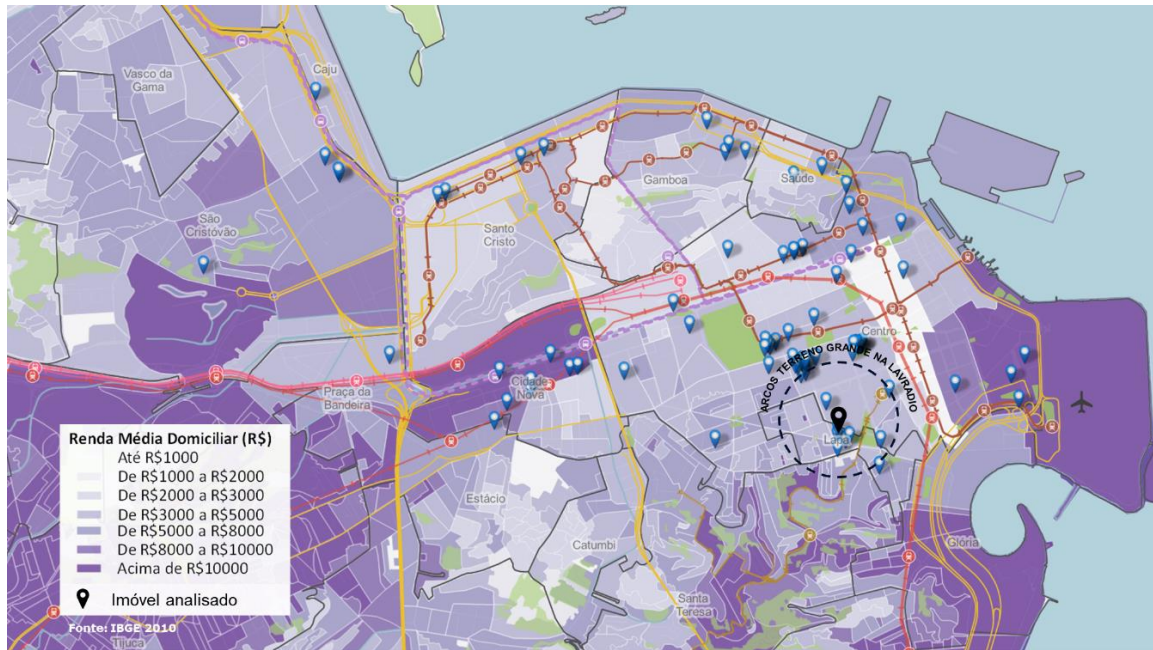 Vasco da
Gama
Caju
Gamboa
Saúde
São
Cristóvão
Santo
Cristo
Centro
ARCOS TERRENO GRANDE NA LAVRADIO
Praça da
Bandeira
Cidade
Nova
Lapa
Renda Média Domiciliar (R$)
Até R$1000
De R$1000 a R$2000
De R$2000 a R$3000
De R$3000 a R$5000
De R$5000 a R$8000
De R$8000 a R$10000
Acima de R$10000
Imóvel analisado
Fonte: IBGE 2010
Estácio
Catumbi
Glória
Santa
Teresa
Tijuca